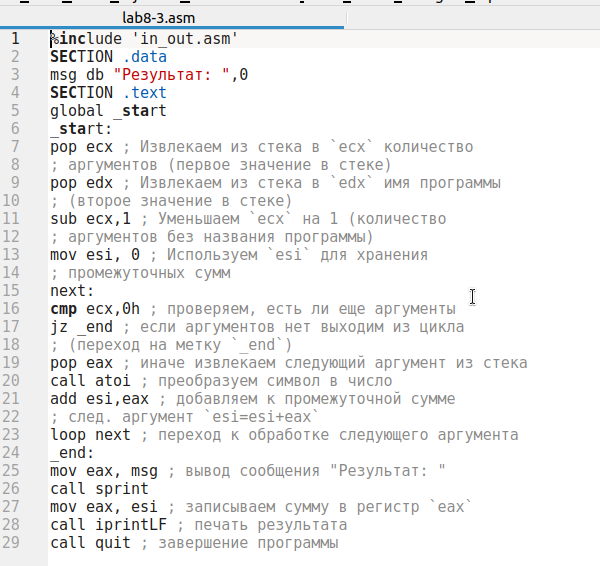 lab8-3.asm
1 %include 'in_out.asm'
2 SECTION .data
3 msg db "Результат: ",0
4 SECTION .text
5 global _start
6 _start:
7 pop ecx ; Извлекаем из стека в `ecx` количество
8 ; аргументов (первое значение в стеке)
9 pop edx ; Извлекаем из стека в `edx` имя программы
10 ; (второе значение в стеке)
11 sub ecx,1 ; Уменьшаем `ecx` на 1 (количество
12 ; аргументов без названия программы)
13 mov esi, 0 ; Используем `esi` для хранения
14 ; промежуточных сумм
15 next:
16 cmp ecx,0h ; проверяем, есть ли еще аргументы
17 jz _end ; если аргументов нет выходим из цикла
18 ; (переход на метку `_end`)
19 pop eax ; иначе извлекаем следующий аргумент из стека
20 call atoi ; преобразуем символ в число
21 add esi,eax ; добавляем к промежуточной сумме
22 ; след. аргумент `esi=esi+eax`
23 loop next ; переход к обработке следующего аргумента
24 _end:
25 mov eax, msg ; вывод сообщения "Результат: "
26 call sprint
27 mov eax, esi ; записываем сумму в регистр `eax`
28 call iprintLF ; печать результата
29 call quit ; завершение программы